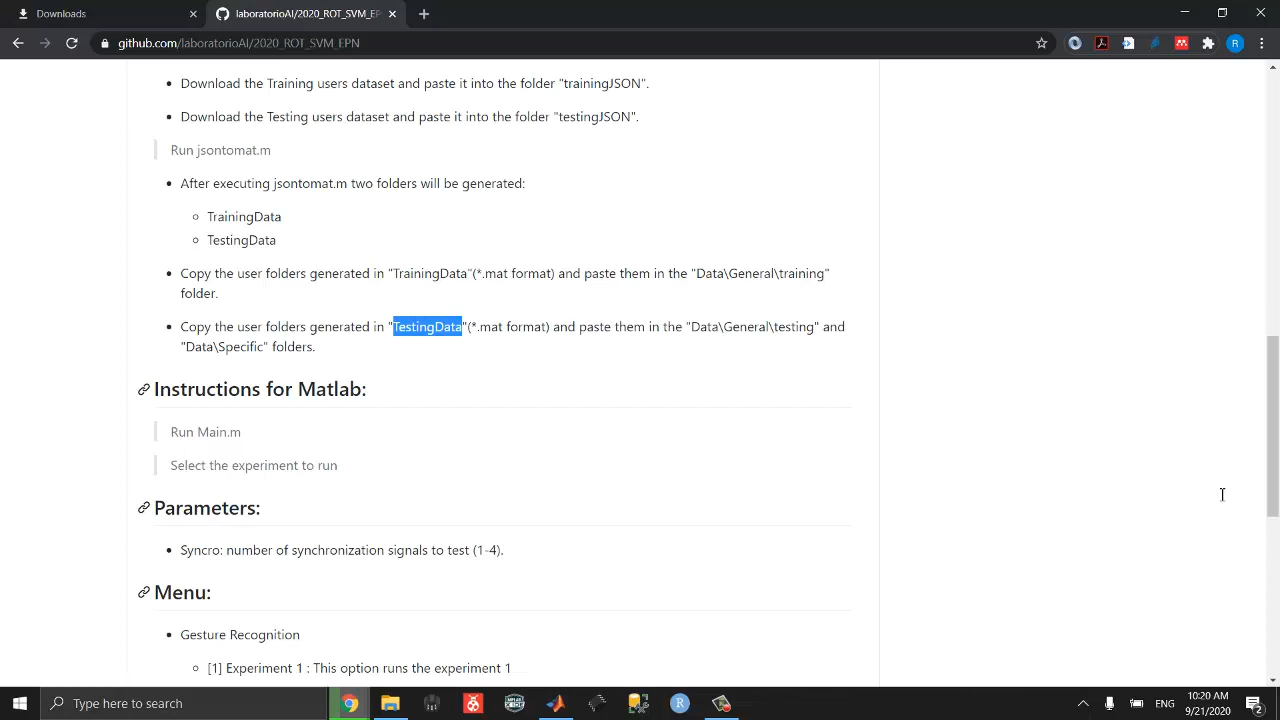 Downloads
laboratorioAI/2020_ROT_SVM_EP
github.com/laboratorioAI/2020_ROT_SVM_EPN
R
Download the Training users dataset and paste it into the folder "trainingJSON".
Download the Testing users dataset and paste it into the folder "testingJSON".
Run jsontomat.m
After executing jsontomat.m two folders will be generated:
TrainingData
TestingData
Copy the user folders generated in "TrainingData"(*.mat format) and paste them in the "Data\General\training"
folder.
Copy the user folders generated in "TestingData"(*.mat format) and paste them in the "Data\General\testing" and
"Data\Specific" folders.
Instructions for Matlab:
Run Main.m
Select the experiment to run
Parameters:
Syncro: number of synchronization signals to test (1-4).
Menu:
Gesture Recognition
[1] Experiment 1 : This option runs the experiment 1
Type here to search
R
ENG
10:20 AM
9/21/2020
2